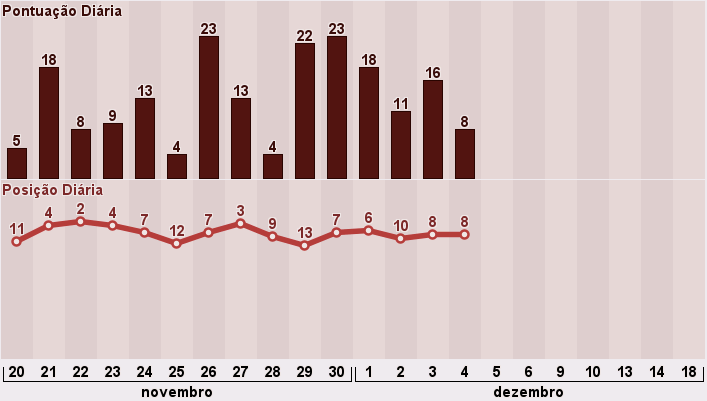 Pontuação Diária
5 18 8 9 13 4 23 13 4 22 23 18 11 16 8
Posição Diária
11 4 2 4 7 12 7 3 9 13 7 6 10 8 8
20 21 22 23 24 25 26 27 28 29 30 1 2 3 4 5 6 9 10 13 14 18
novembro dezembro